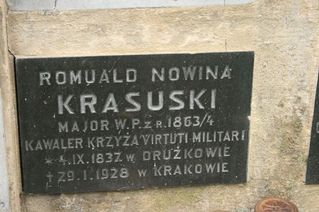 ROMUALD NOWINA
KRASUSKI
MAJOR W.P. z R. 1863/4
KAWALER KRZYŻA VIRTUTI MILITARI
* 4.IX.1837 W DRUŻKOWIE
† 29.I.1928 W KRAKOWIE